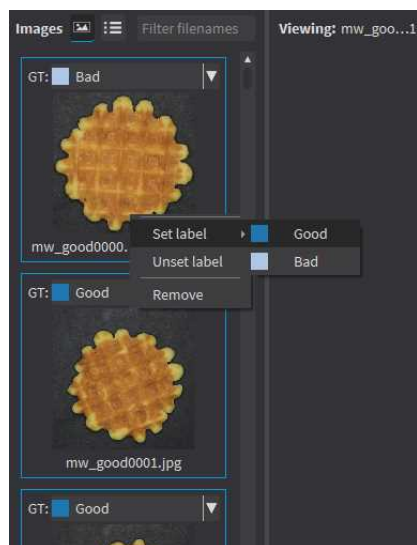 Images
Filter filenames
Viewing: mw_goo...1
GT: Bad
mw_good0000.
Set label
Good
Unset label
Bad
Remove
GT: Good
mw_good0001.jpg
GT: Good